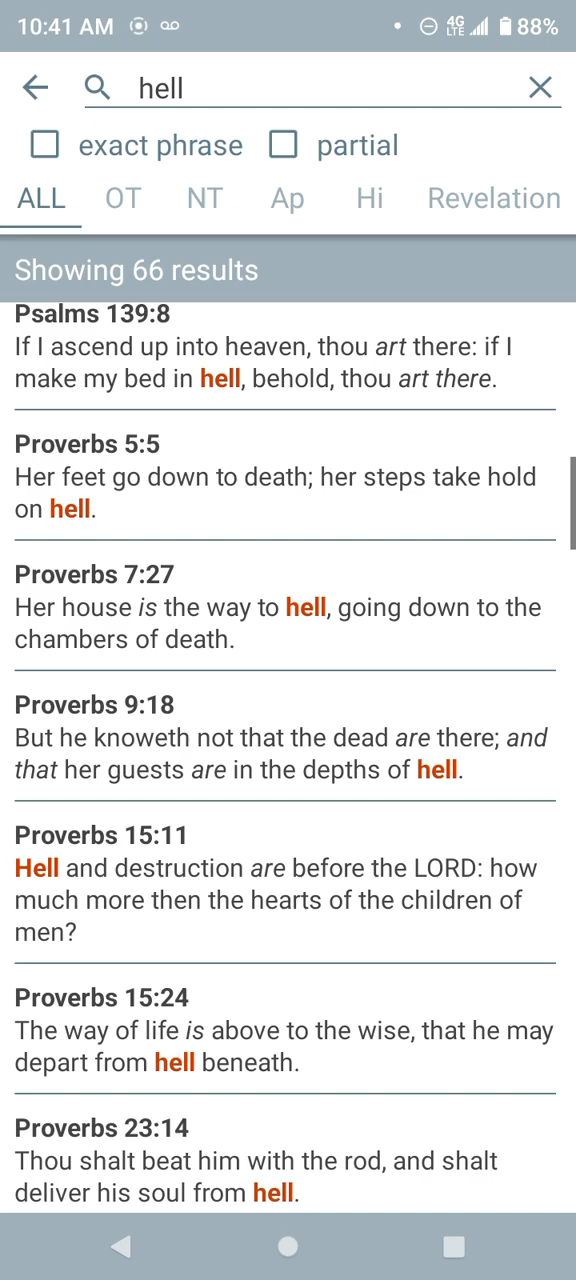 10:41 AM 4G LTE 88%
hell
exact phrase partial
ALL OT NT Ap Hi Revelation
Showing 66 results
Psalms 139:8
If I ascend up into heaven, thou art there: if I
make my bed in hell, behold, thou art there.
Proverbs 5:5
Her feet go down to death; her steps take hold
on hell.
Proverbs 7:27
Her house is the way to hell, going down to the
chambers of death.
Proverbs 9:18
But he knoweth not that the dead are there; and
that her guests are in the depths of hell.
Proverbs 15:11
Hell and destruction are before the LORD: how
much more then the hearts of the children of
men?
Proverbs 15:24
The way of life is above to the wise, that he may
depart from hell beneath.
Proverbs 23:14
Thou shalt beat him with the rod, and shalt
deliver his soul from hell.